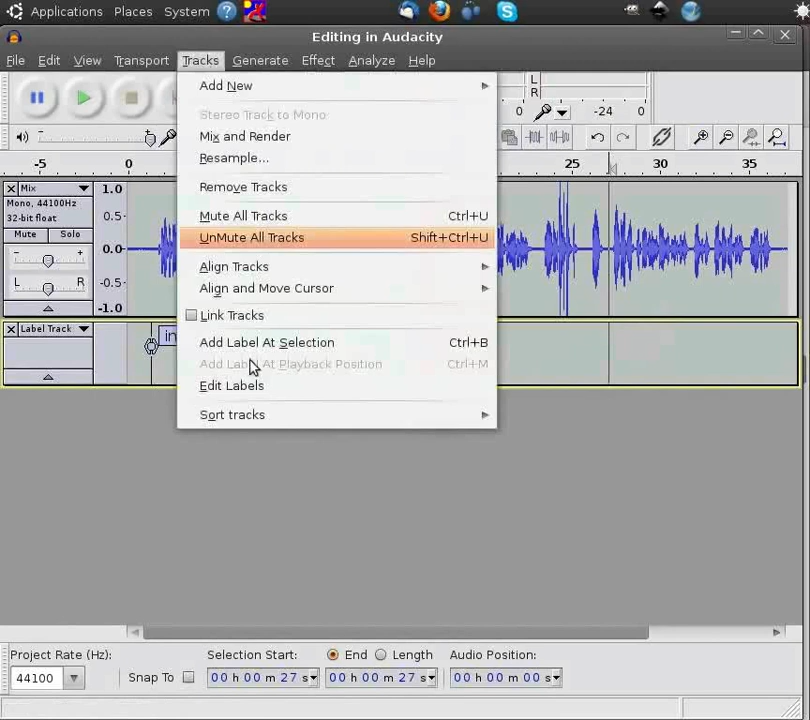 Applications Places System
Editing in Audacity
File Edit View Transport Tracks Generate Effect Analyze Help
Add New
Stereo Track to Mono
Mix and Render
Resample...
Remove Tracks
Mute All Tracks Ctrl+U
UnMute All Tracks Shift+Ctrl+U
Align Tracks
Align and Move Cursor
Link Tracks
Add Label At Selection Ctrl+B
Add Label At Playback Position Ctrl+M
Edit Labels
Sort tracks
L
R
0 -24 0
-5 0 25 30 35
Mix
Mono, 44100Hz
32-bit float
Mute Solo
- +
L R
1.0
0.5
0.0
-0.5
-1.0
Label Track
Project Rate (Hz): Selection Start: End Length Audio Position:
44100 Snap To 00 h 00 m 27 s 00 h 00 m 27 s 00 h 00 m 00 s